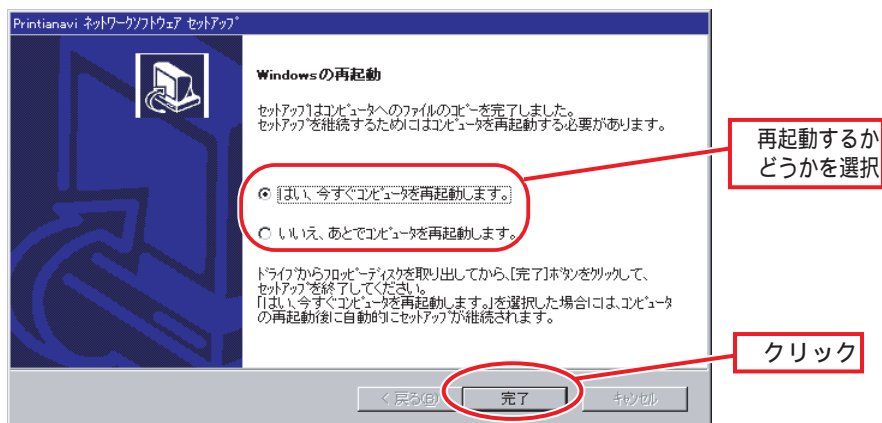 Printianavi ネットワークソフトウェア セットアップ
Windowsの再起動
セットアップはコンピュータへのファイルのコピーを完了しました。
セットアップを継続するためにはコンピュータを再起動する必要があります。
再起動するか
どうかを選択
はい、今すぐコンピュータを再起動します。
いいえ、あとでコンピュータを再起動します。
ドライブからフロッピーディスクを取り出してから、[完了]ボタンをクリックして、
セットアップを終了してください。
「はい、今すぐコンピュータを再起動します。」を選択した場合には、コンピュータ
の再起動後に自動的にセットアップが継続されます。
クリック
< 戻る(B)
完了
キャンセル